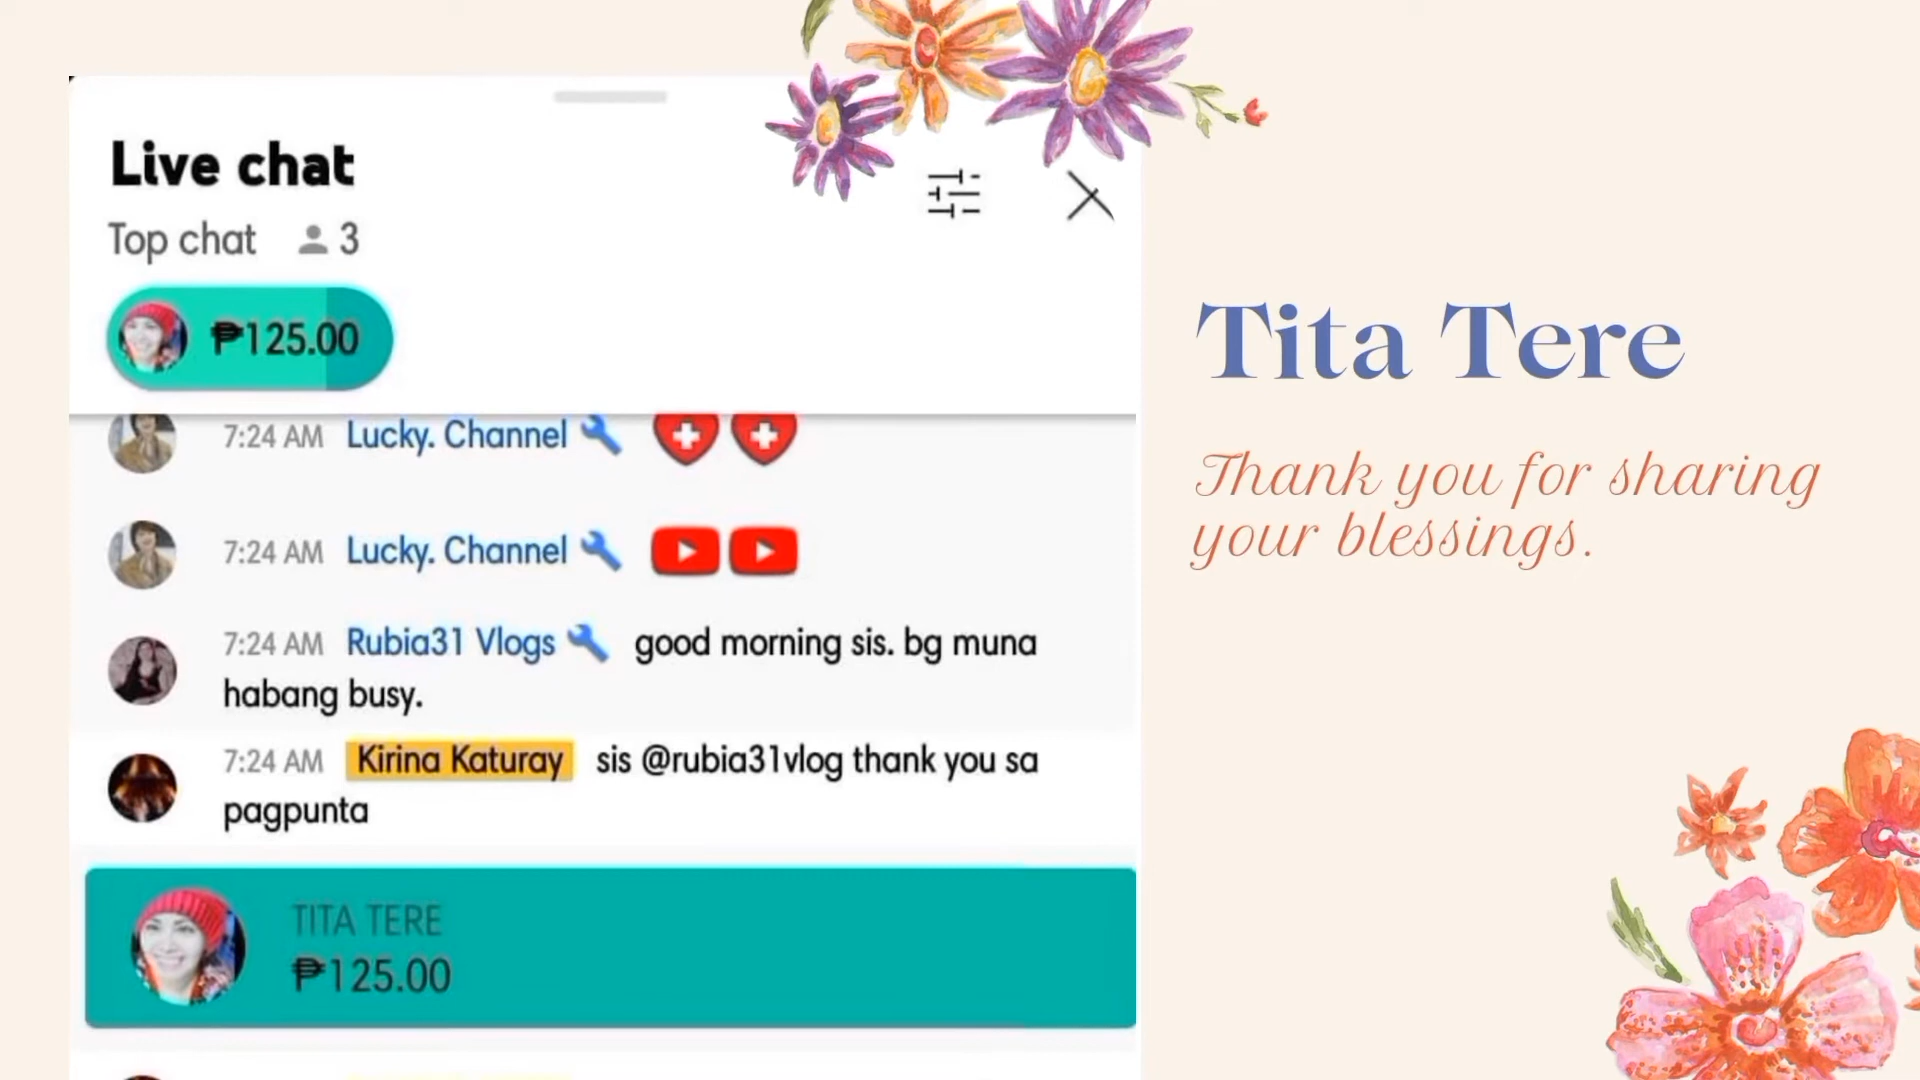 Live chat
Top chat 3
₱125.00
7:24 AM Lucky. Channel
7:24 AM Lucky. Channel
7:24 AM Rubia31 Vlogs good morning sis. bg muna
habang busy.
7:24 AM Kirina Katuray sis @rubia31vlog thank you sa
pagpunta
TITA TERE
₱125.00
Tita Tere
Thank you for sharing
your blessings.